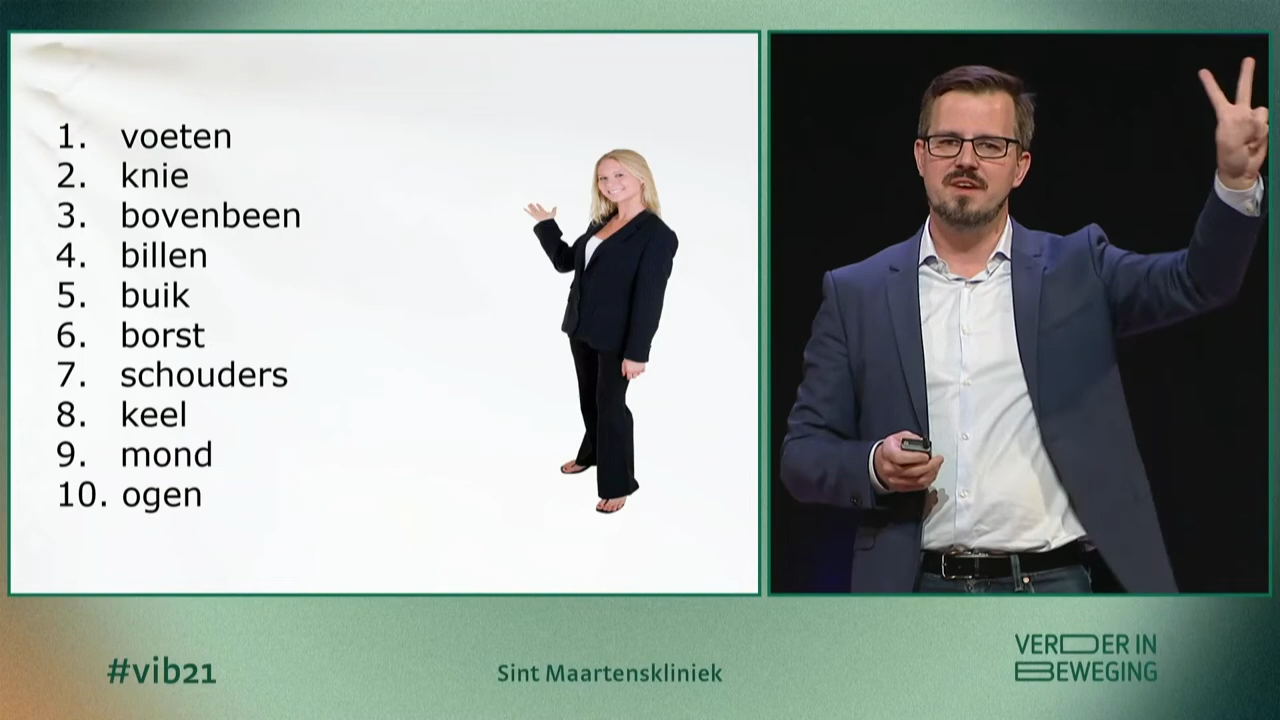 1. voeten
2. knie
3. bovenbeen
4. billen
5. buik
6. borst
7. schouders
8. keel
9. mond
10. ogen
#vib21
Sint Maartenskliniek
VERDER IN
BEWEGING